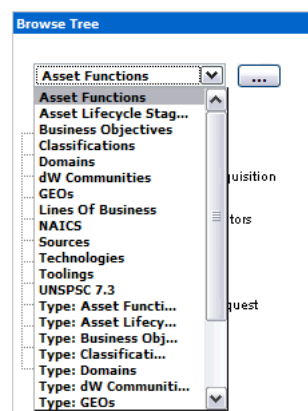 Browse Tree
Asset Functions
...
Asset Functions
Asset Lifecycle Stag...
Business Objectives
Classifications
Domains
dW Communities
uisition
GEOs
Lines Of Business
tors
NAICS
Sources
Technologies
Toolings
UNSPSC 7.3
Type: Asset Functi...
quest
Type: Asset Lifecy...
Type: Business Obj...
Type: Classificati...
Type: Domains
Type: dW Communiti...
Type: GEOs